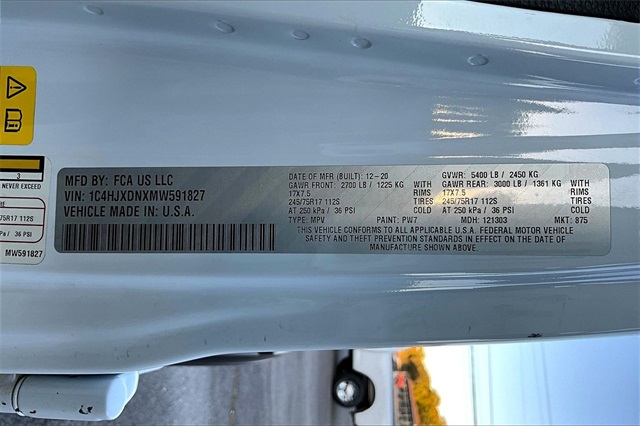 3
NEVER EXCEED
75R17 112S
/ 36 PSI
MW591827
MFD BY: FCA US LLC
VIN: 1C4HJXDNXMW591827
VEHICLE MADE IN U.S.A.
DATE OF MFR (BUILT): 12-20
GVWR: 5400 LB / 2450 KG
GAWR FRONT: 2700 LB / 1225 KG WITH
GAWR REAR: 3000 LB / 1361 KG WITH
17X7.5 RIMS
17X7.5 RIMS
245/75R17 112S TIRES
245/75R17 112S TIRES
AT 250 kPa / 36 PSI
AT 250 kPa / 36 PSI
TYPE: MPV PAINT: PW7 MDH: 121303 MKT: 875
THIS VEHICLE CONFORMS TO ALL APPLICABLE U.S.A. FEDERAL MOTOR VEHICLE
SAFETY AND THEFT PREVENTION STANDARDS IN EFFECT ON THE DATE OF
MANUFACTURE SHOWN ABOVE.